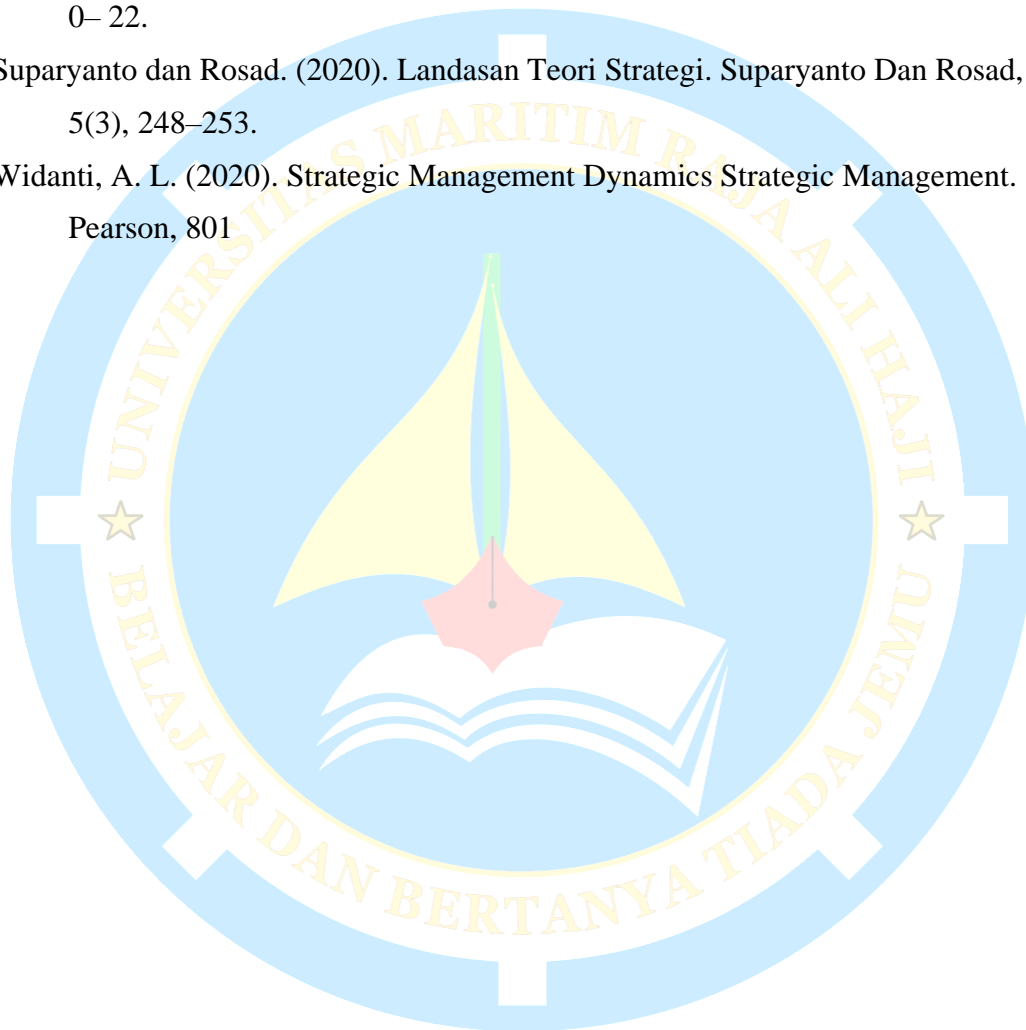 0– 22.
Suparyanto dan Rosad. (2020). Landasan Teori Strategi. Suparyanto Dan Rosad,
5(3), 248–253.
Widanti, A. L. (2020). Strategic Management Dynamics Strategic Management.
Pearson, 801
UNIVERSITAS MARITIM RAJA ALI HAJI
BELAJAR DAN BERTANYA TIADA JEMU